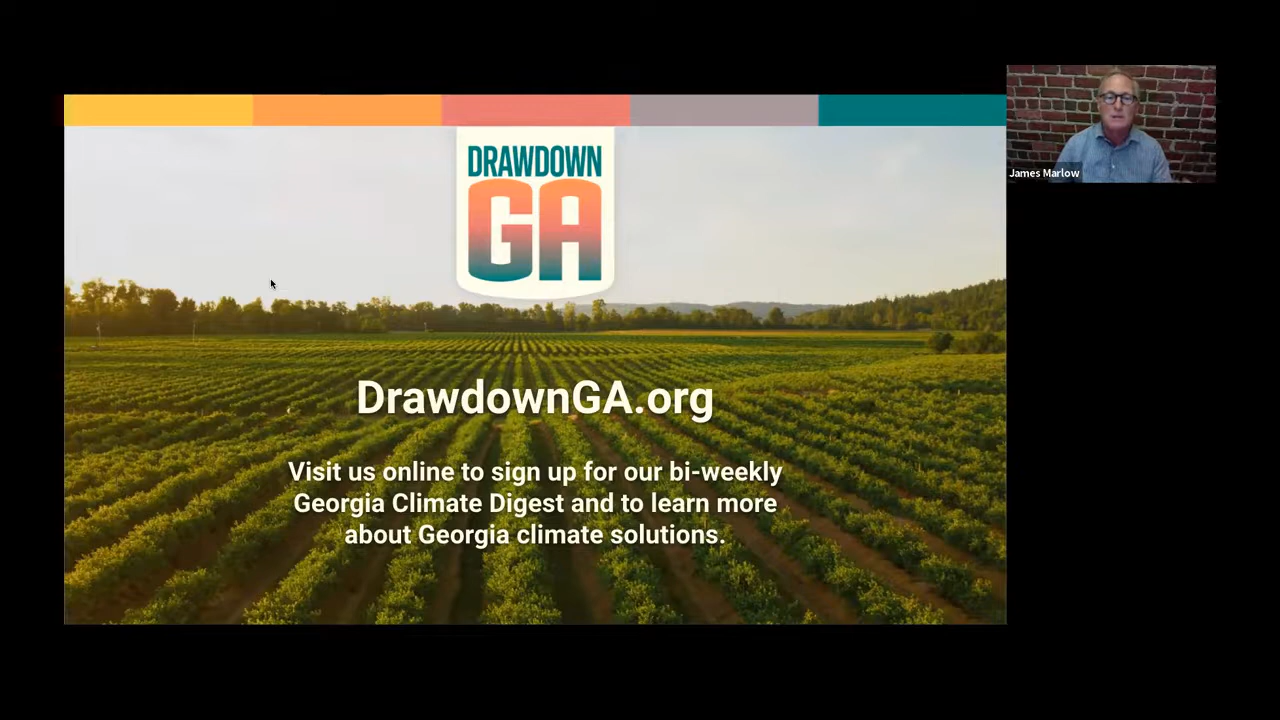 DRAWDOWN
GA
James Marlow
DrawdownGA.org
Visit us online to sign up for our bi-weekly
Georgia Climate Digest and to learn more
about Georgia climate solutions.